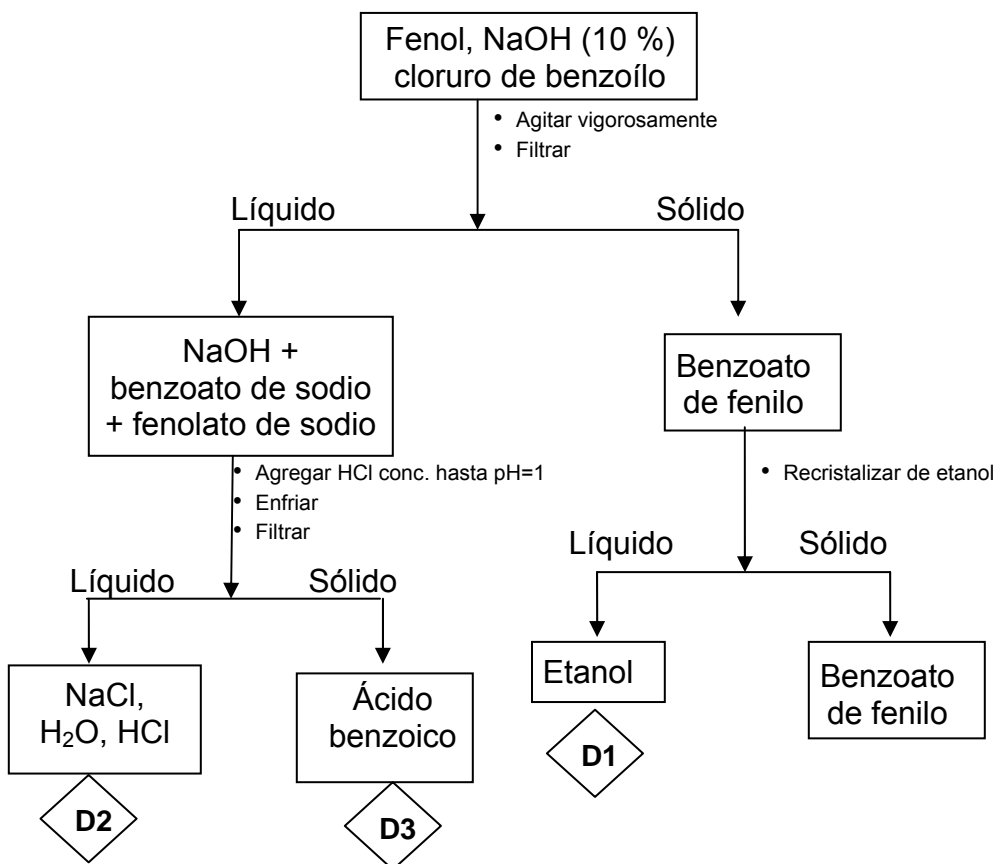 Fenol, NaOH (10 %)
cloruro de benzoílo
• Agitar vigorosamente
• Filtrar
Líquido
Sólido
NaOH +
benzoato de sodio
+ fenolato de sodio
Benzoato
de fenilo
• Agregar HCl conc. hasta pH=1
• Enfriar
• Filtrar
• Recristalizar de etanol
Líquido
Sólido
Líquido
Sólido
NaCl,
H₂O, HCl
Ácido
benzoico
Etanol
Benzoato
de fenilo
D2
D3
D1